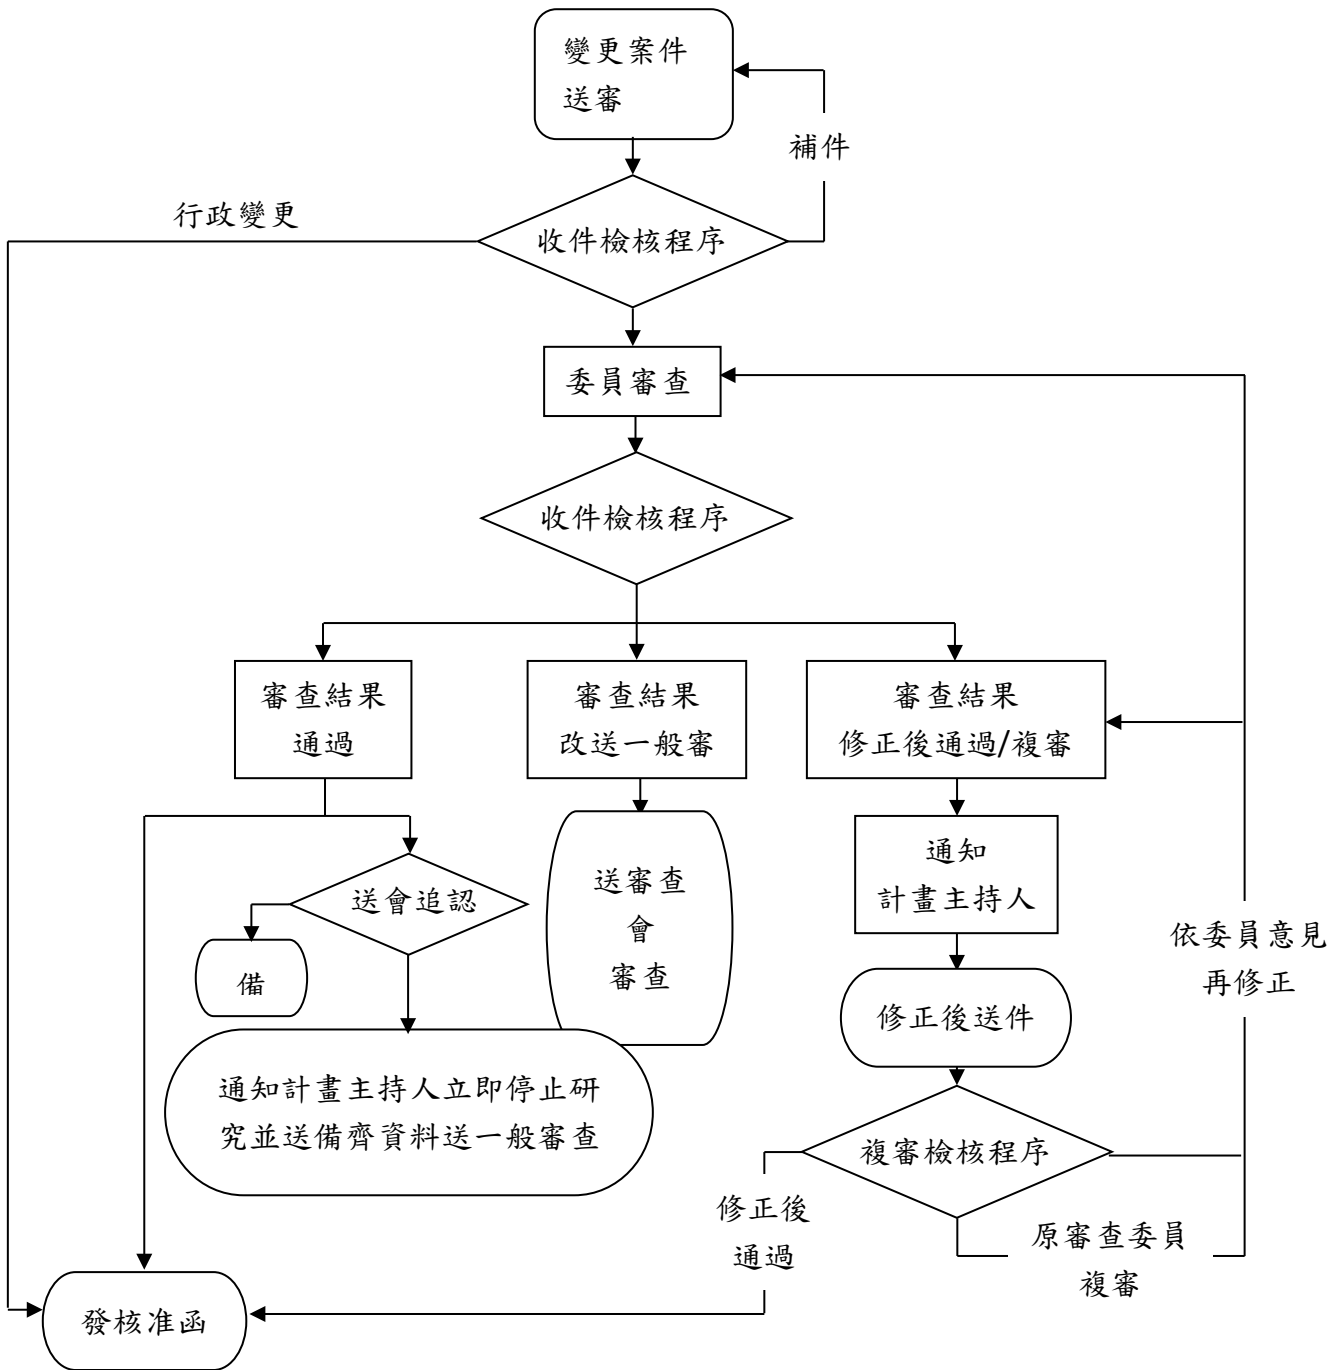 變更案件
送審
補件
行政變更
收件檢核程序
委員審查
收件檢核程序
審查結果
通過
審查結果
改送一般審
審查結果
修正後通過/複審
送會追認
備
送審查
會
審查
通知
計畫主持人
依委員意見
再修正
修正後送件
通知計畫主持人立即停止研
究並送備齊資料送一般審查
複審檢核程序
修正後
通過
原審查委員
複審
發核准函